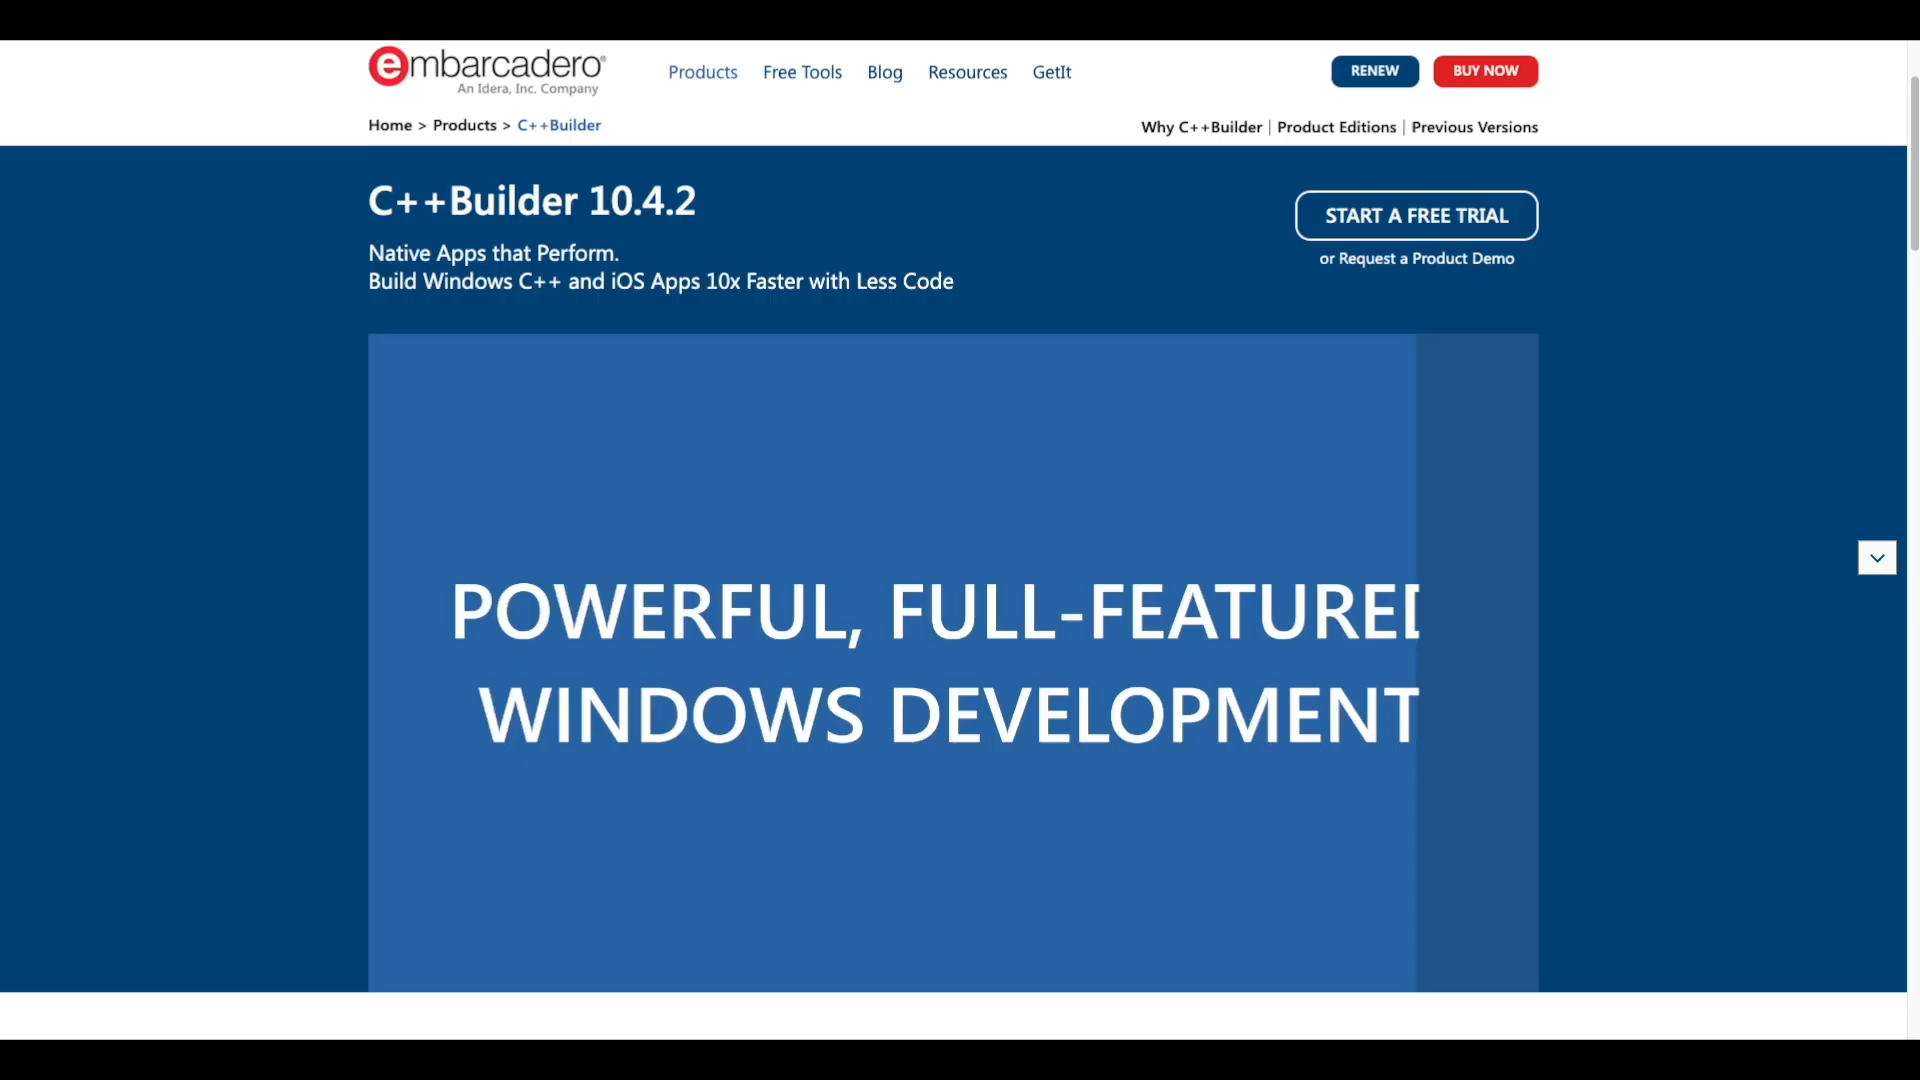 embarcadero®
An Idera, Inc. Company
Products Free Tools Blog Resources GetIt
RENEW BUY NOW
Home > Products > C++Builder
Why C++Builder | Product Editions | Previous Versions
C++Builder 10.4.2
START A FREE TRIAL
Native Apps that Perform.
or Request a Product Demo
Build Windows C++ and iOS Apps 10x Faster with Less Code
POWERFUL, FULL-FEATURED
WINDOWS DEVELOPMENT